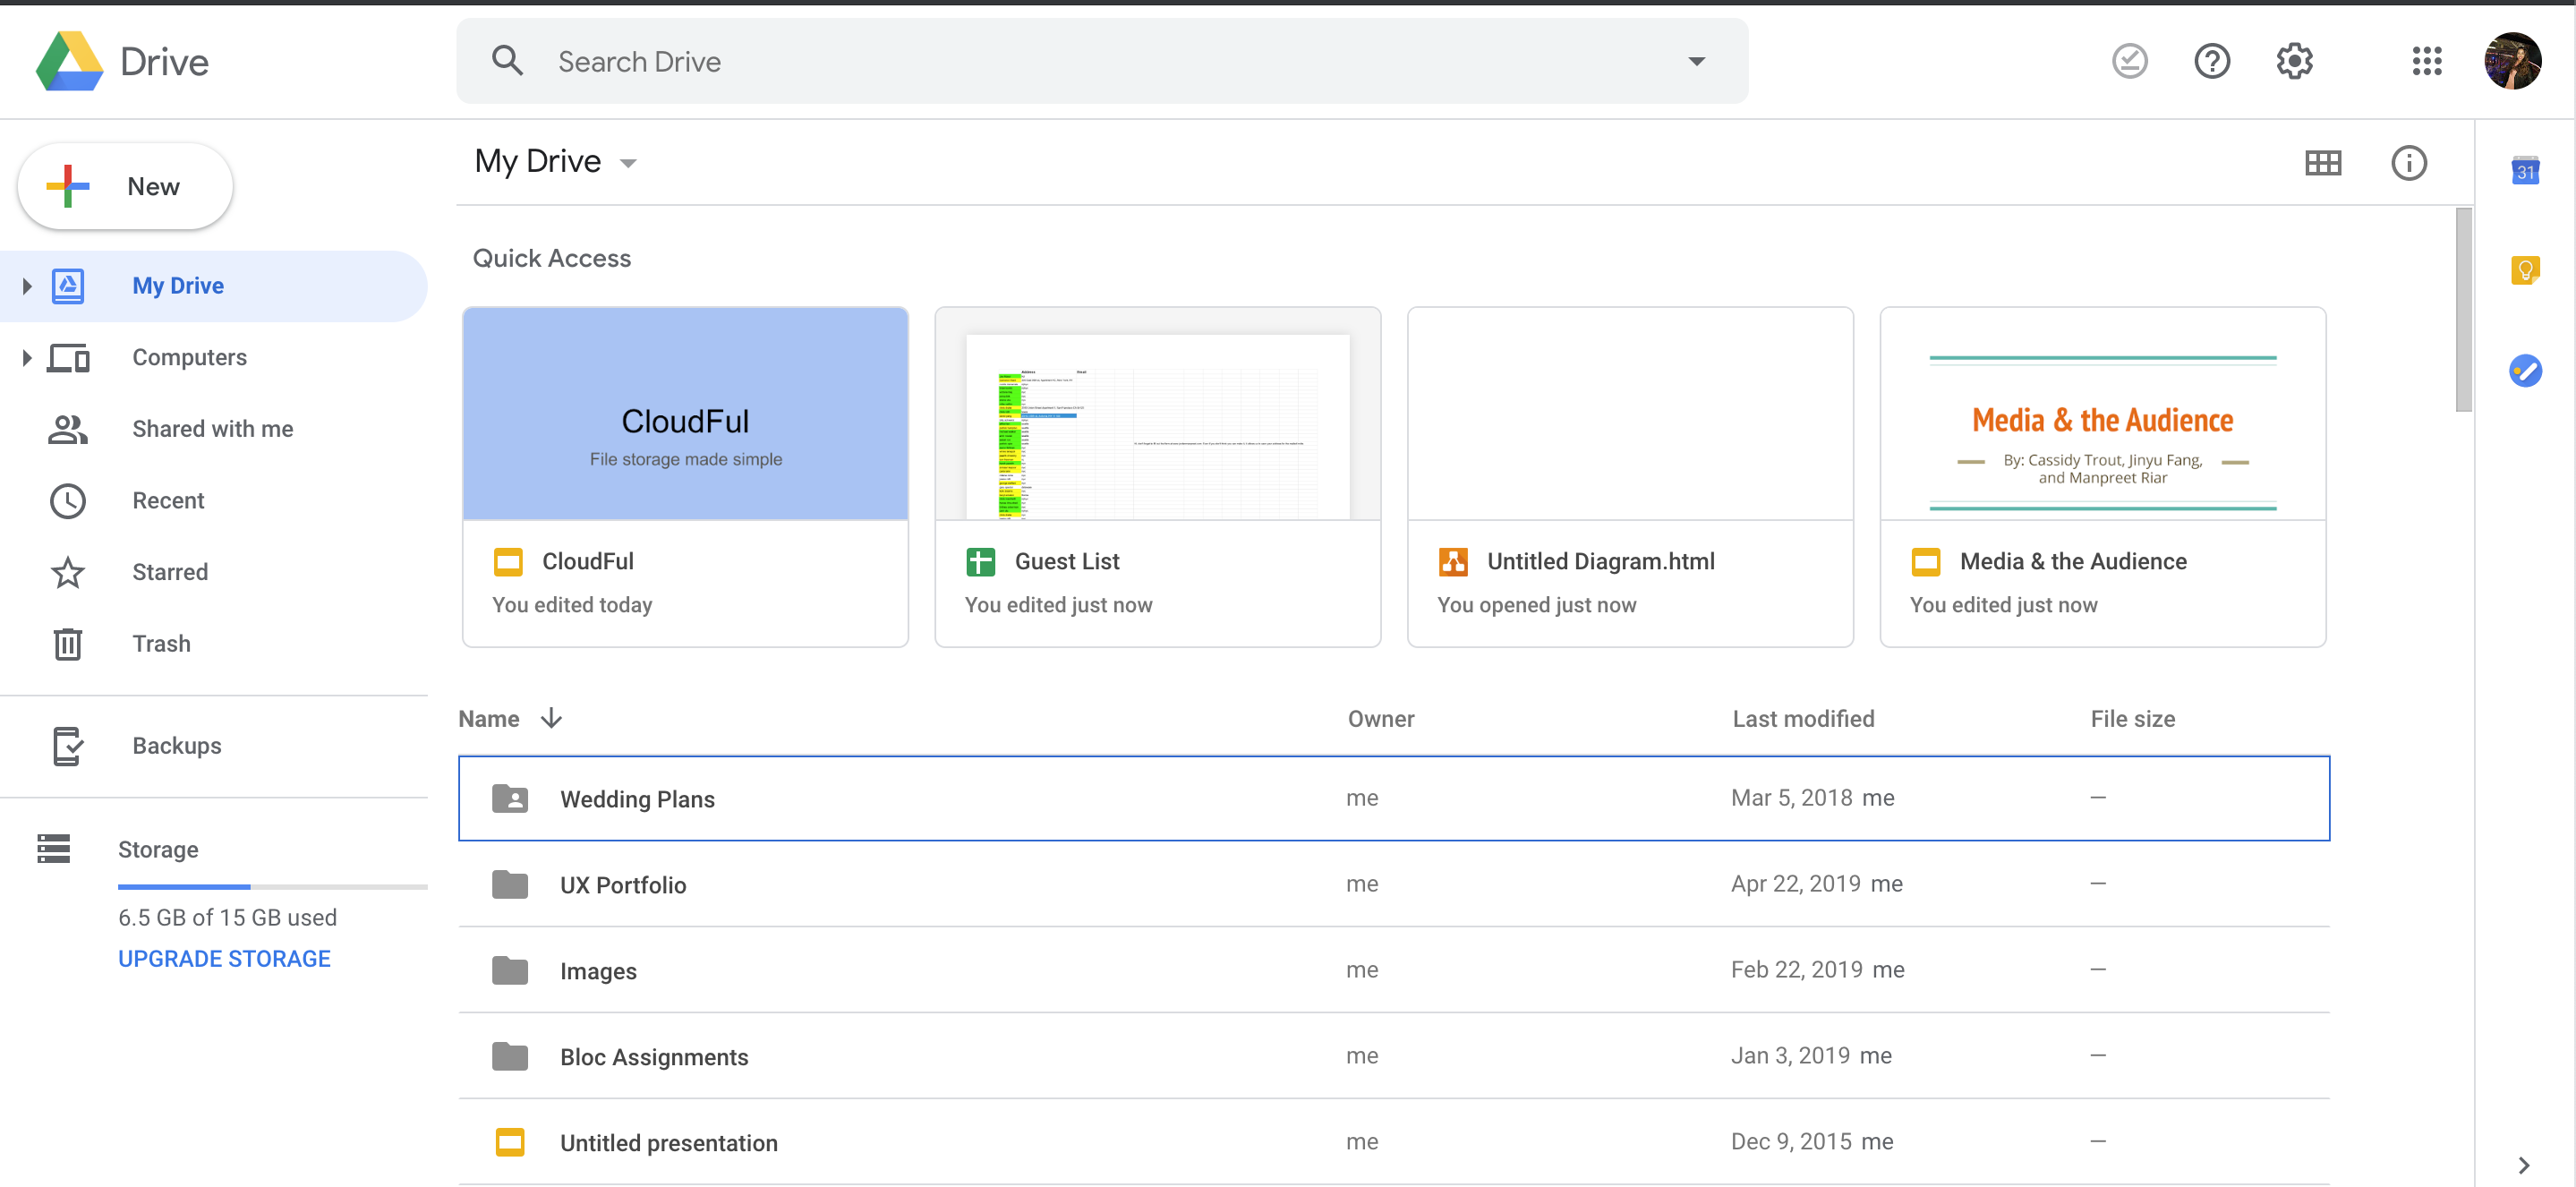 Drive
Search Drive
New
My Drive
Computers
Shared with me
Recent
Starred
Trash
Backups
Storage
6.5 GB of 15 GB used
UPGRADE STORAGE
My Drive
31
Quick Access
CloudFul
File storage made simple
CloudFul
You edited today
Guest List
You edited just now
Untitled Diagram.html
You opened just now
Media & the Audience
By: Cassidy Trout, Jinyu Fang,
and Manpreet Riar
Media & the Audience
You edited just now
Name Owner Last modified File size
Wedding Plans me Mar 5, 2018 me —
UX Portfolio me Apr 22, 2019 me —
Images me Feb 22, 2019 me —
Bloc Assignments me Jan 3, 2019 me —
Untitled presentation me Dec 9, 2015 me —